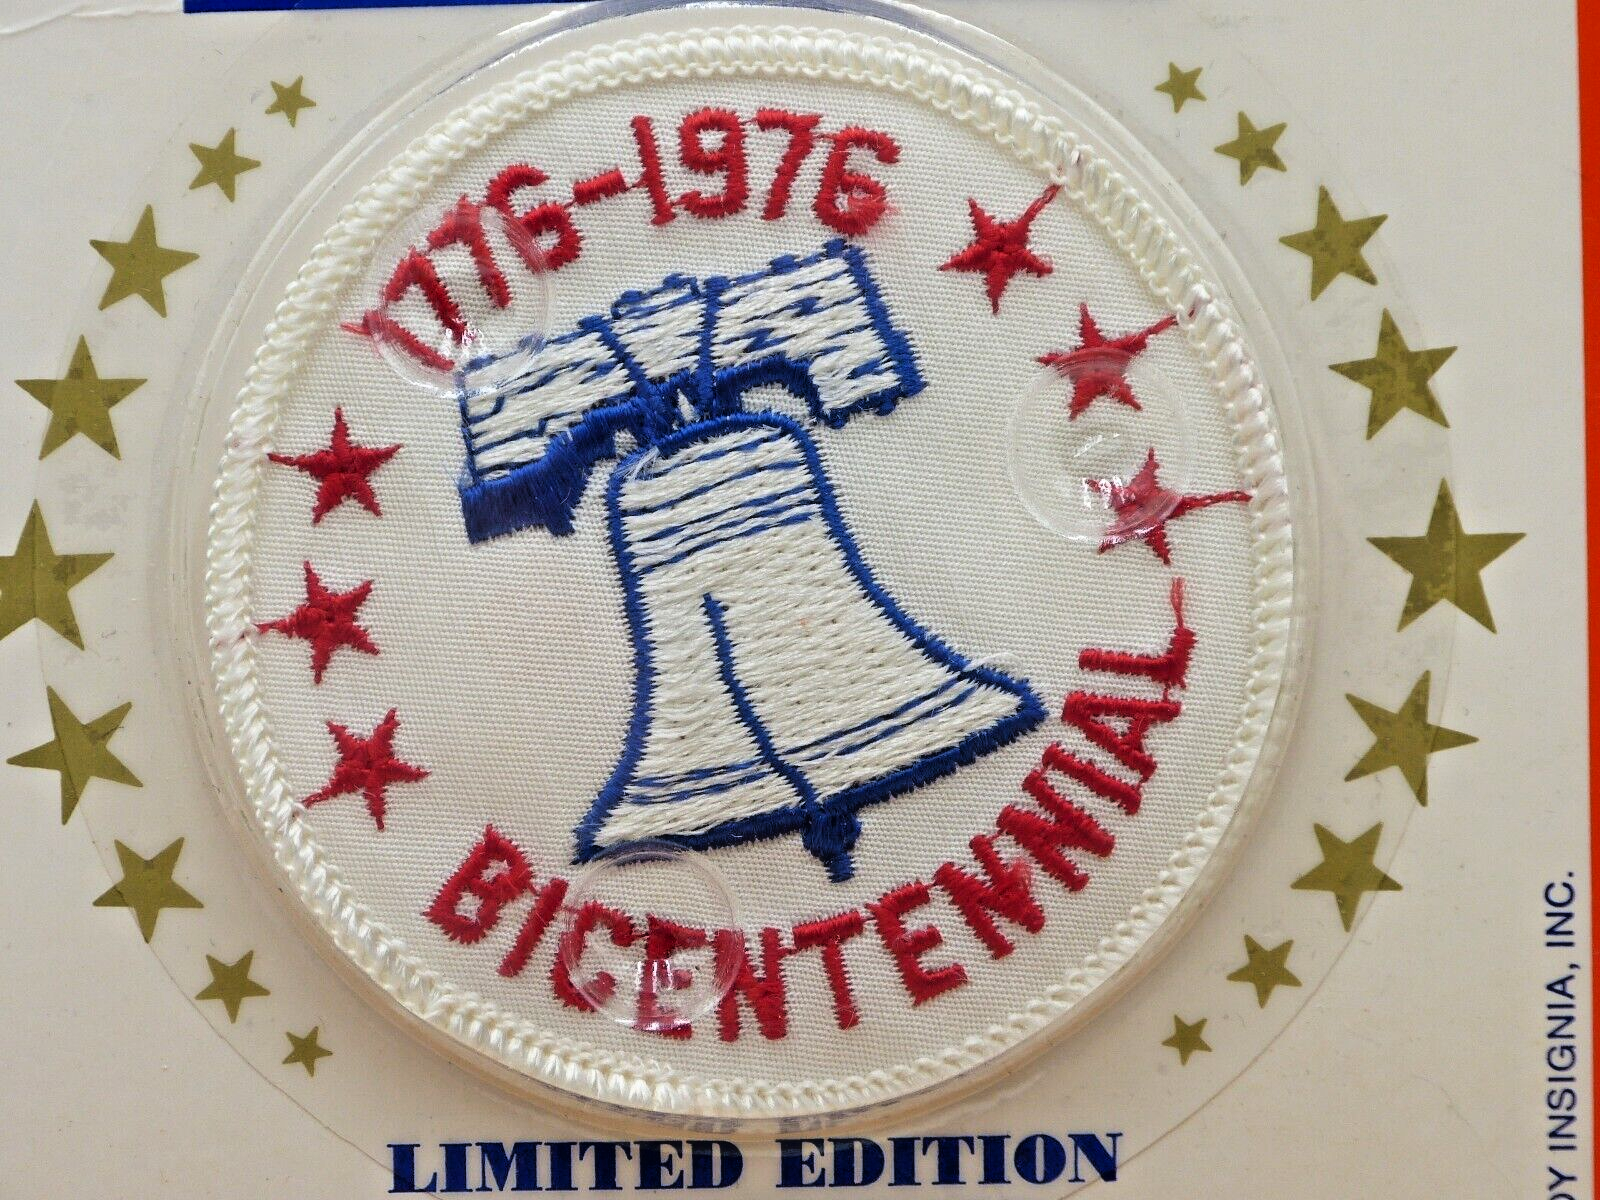 1776-1976
BICENTENNIAL
LIMITED EDITION
INSIGNIA, INC.